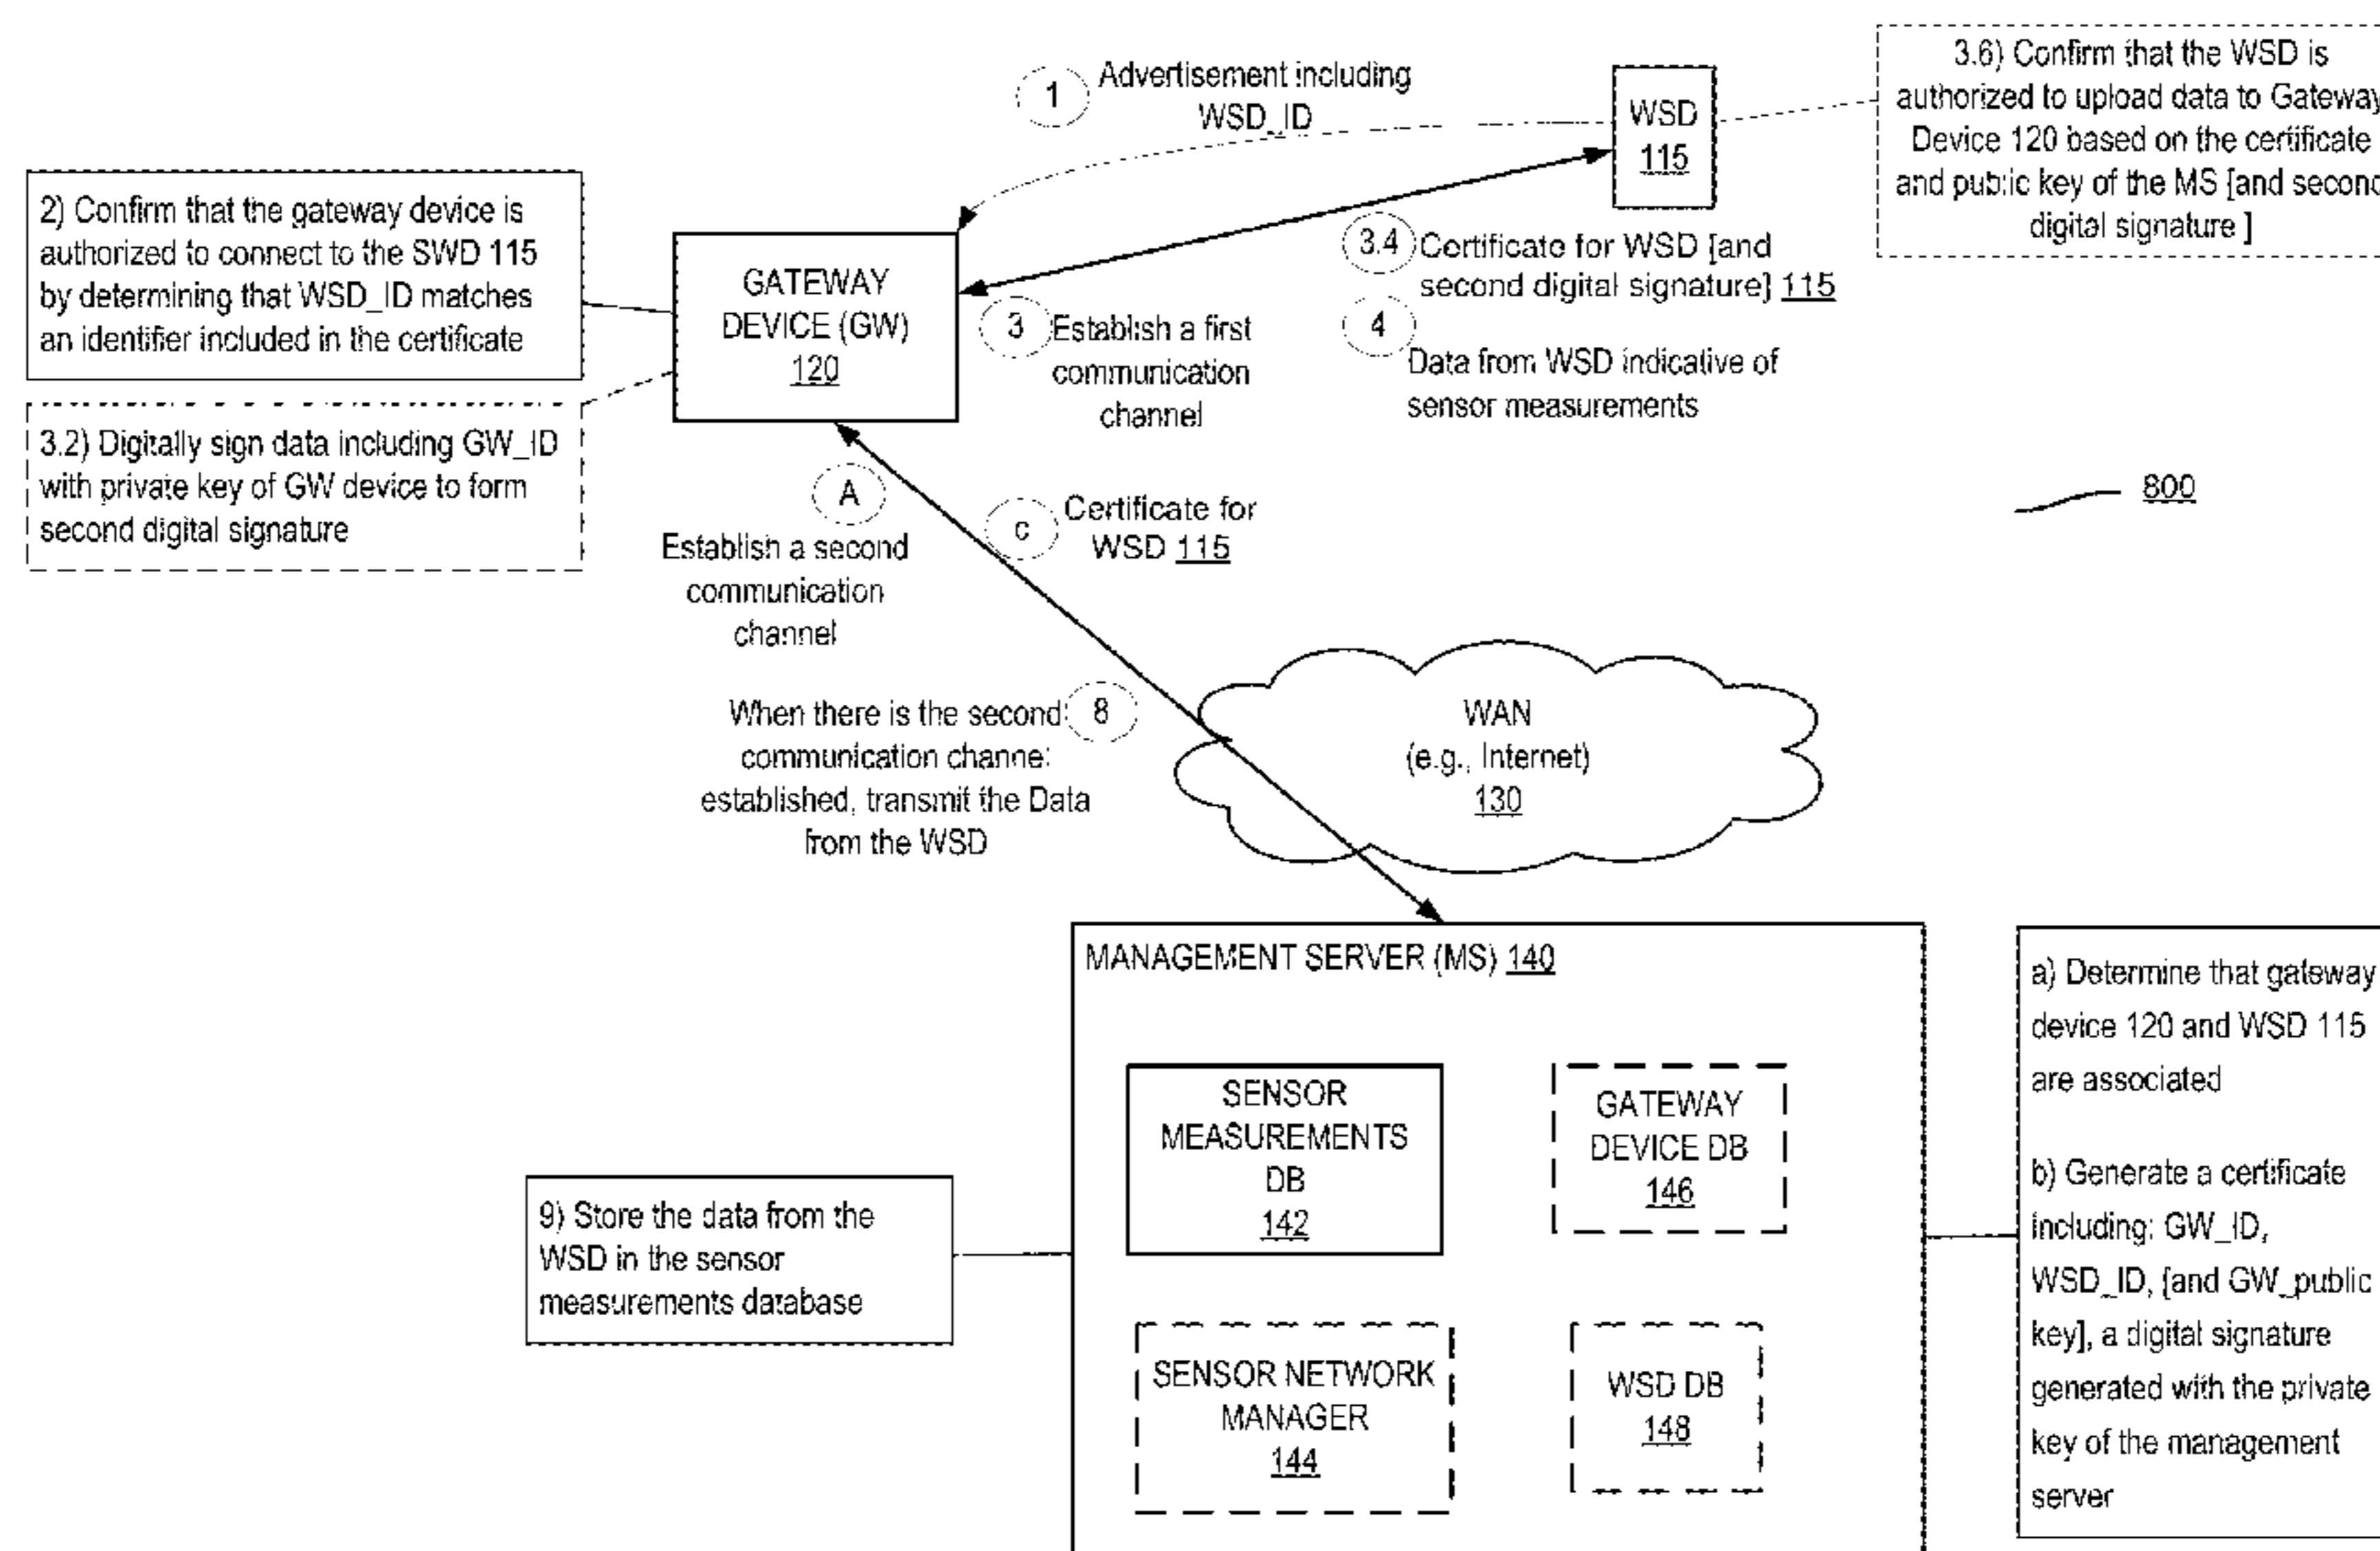 1
Advertisement including
WSD_ID
WSD
115
3.6) Confirm that the WSD is
authorized to upload data to Gateway
Device 120 based on the certificate
and public key of the MS [and second
digital signature ]
2) Confirm that the gateway device is
authorized to connect to the SWD 115
by determining that WSD_ID matches
an identifier included in the certificate
GATEWAY
DEVICE (GW)
120
3.4 Certificate for WSD [and
second digital signature] 115
3 Establish a first
communication
channel
4
Data from WSD indicative of
sensor measurements
3.2) Digitally sign data including GW_ID
with private key of GW device to form
second digital signature
A
Establish a second
communication
channel
c Certificate for
WSD 115
800
When there is the second 8
communication channel
established, transmit the Data
from the WSD
WAN
(e.g., Internet)
130
MANAGEMENT SERVER (MS) 140
SENSOR
MEASUREMENTS
DB
142
GATEWAY
DEVICE DB
146
SENSOR NETWORK
MANAGER
144
WSD DB
148
9) Store the data from the
WSD in the sensor
measurements database
a) Determine that gateway
device 120 and WSD 115
are associated
b) Generate a certificate
including: GW_ID,
WSD_ID, [and GW_public
key], a digital signature
generated with the private
key of the management
server